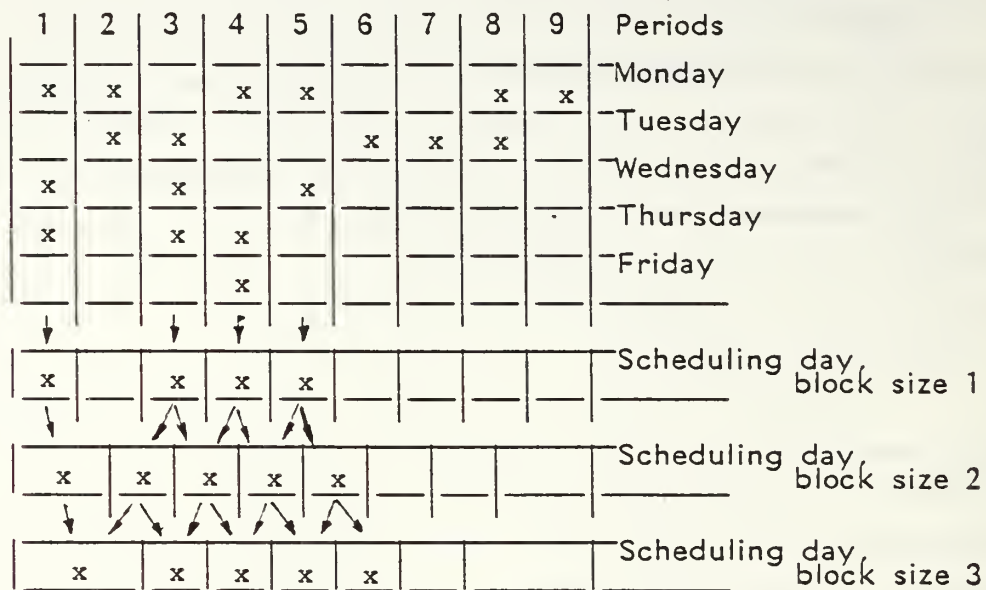 1 2 3 4 5 6 7 8 9 Periods
Monday
x x x x x x
Tuesday
x x x x x
Wednesday
x x x
Thursday
x x x
Friday
x
Scheduling day,
block size 1
x x x x
Scheduling day,
block size 2
x x x x x
Scheduling day,
block size 3
x x x x x